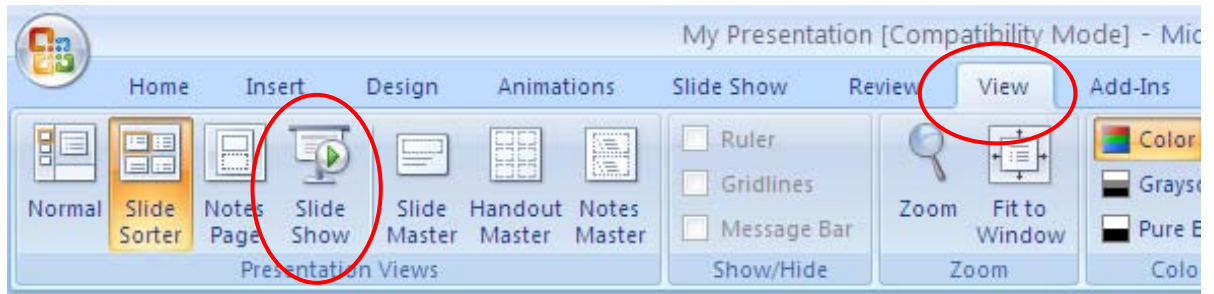 My Presentation [Compatibility Mode] - Mic
Home Insert Design Animations Slide Show Review View Add-Ins
Normal
Slide Sorter
Notes Page
Slide Show
Slide Master
Handout Master
Notes Master
Presentation Views
Ruler
Gridlines
Message Bar
Show/Hide
Zoom
Fit to Window
Zoom
Color
Graysc
Pure B
Colo